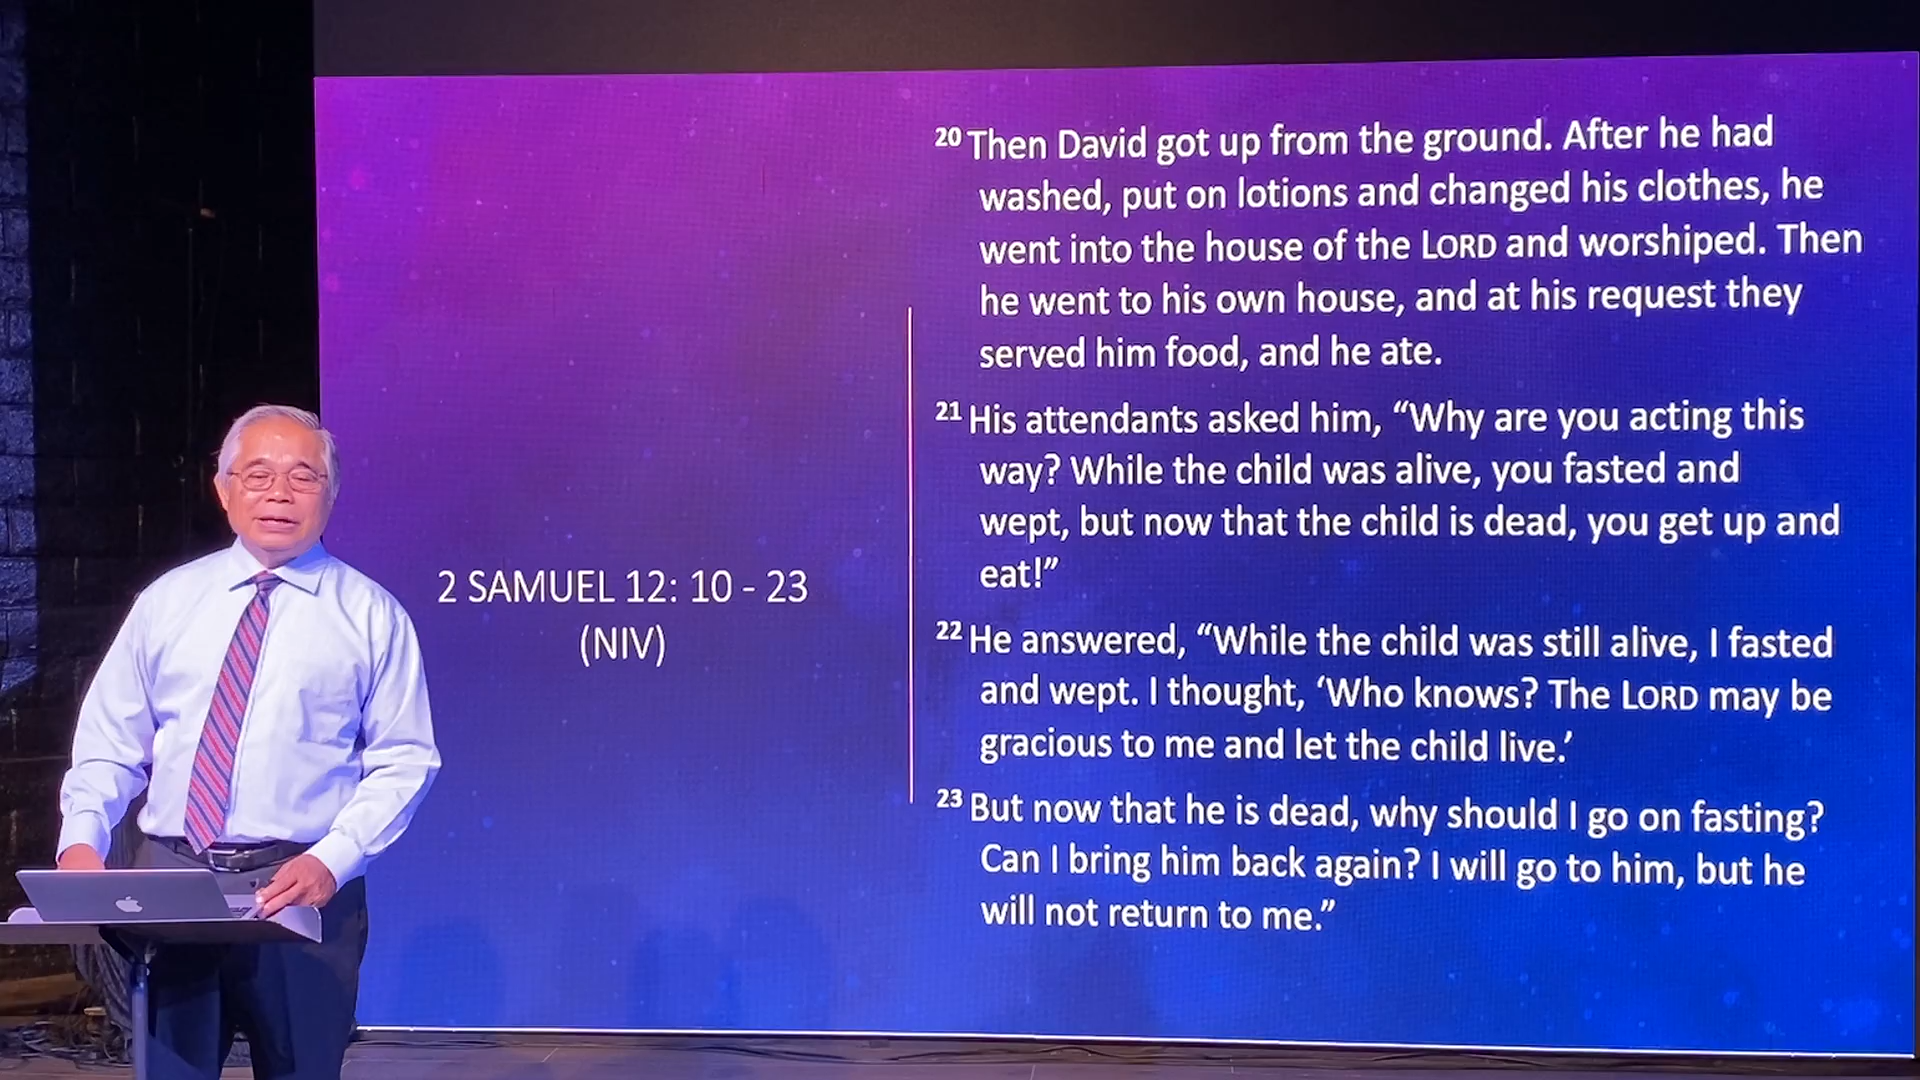 2 SAMUEL 12: 10 - 23
(NIV)
20 Then David got up from the ground. After he had
washed, put on lotions and changed his clothes, he
went into the house of the LORD and worshiped. Then
he went to his own house, and at his request they
served him food, and he ate.
21 His attendants asked him, “Why are you acting this
way? While the child was alive, you fasted and
wept, but now that the child is dead, you get up and
eat!”
22 He answered, “While the child was still alive, I fasted
and wept. I thought, ‘Who knows? The LORD may be
gracious to me and let the child live.’
23 But now that he is dead, why should I go on fasting?
Can I bring him back again? I will go to him, but he
will not return to me.”